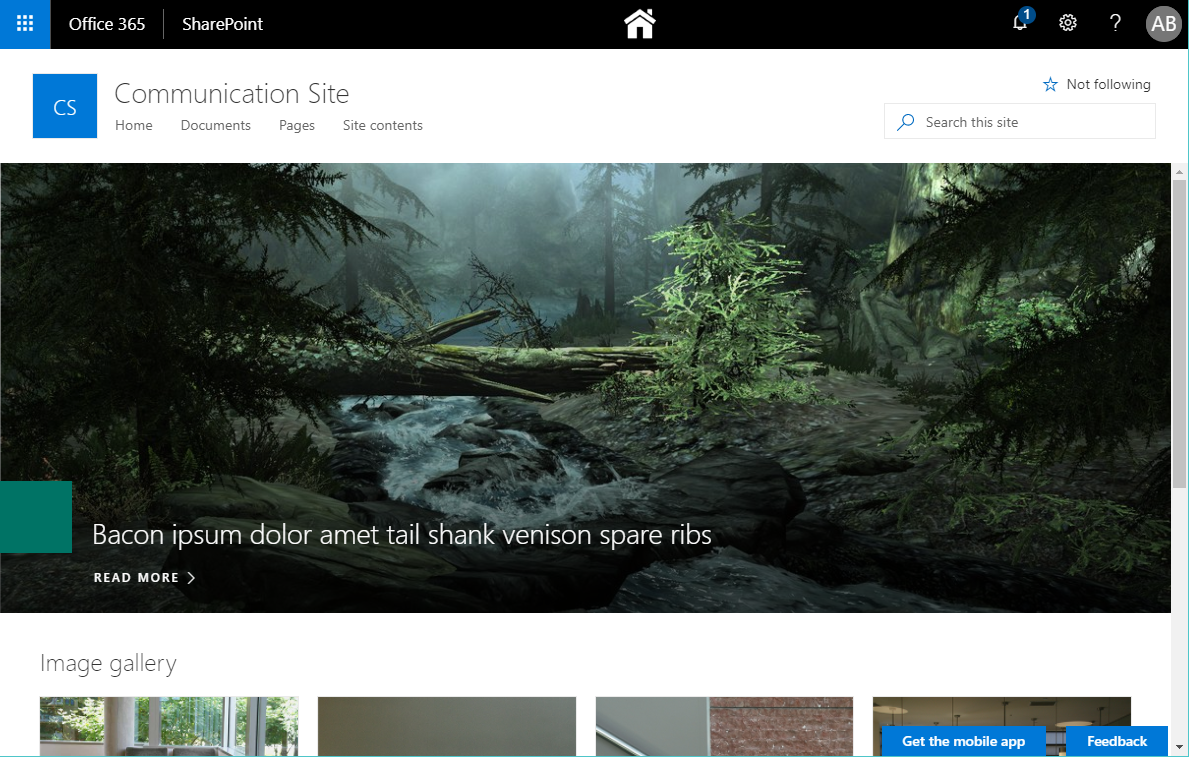 Office 365 SharePoint 1 ? AB
CS
Communication Site
Not following
Home Documents Pages Site contents
Search this site
Bacon ipsum dolor amet tail shank venison spare ribs
READ MORE
Image gallery
Get the mobile app Feedback